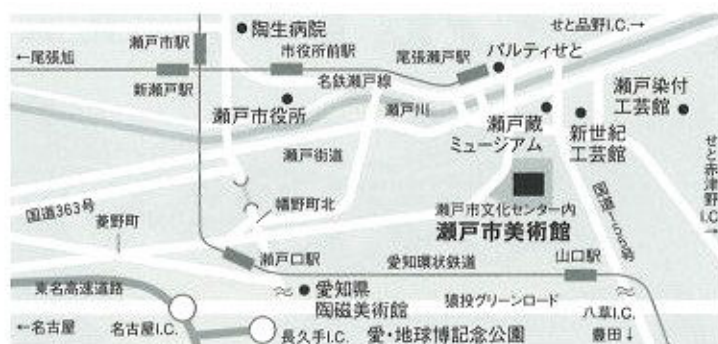 せと品野I.C.→
陶生病院
瀬戸市駅
市役所前駅
尾張瀬戸駅
パルティせと
←尾張旭
新瀬戸駅
名鉄瀬戸線
瀬戸染付
工芸館
瀬戸市役所
瀬戸川
瀬戸蔵
ミュージアム
新世紀
工芸館
せと赤津野I.C.→
瀬戸街道
幡野町北
国道363号
菱野町
瀬戸市文化センター内
瀬戸市美術館
国道155号
瀬戸口駅
愛知環状鉄道
山口駅
東名高速道路
愛知県
陶磁美術館
猿投グリーンロード
八草I.C.
豊田↓
←名古屋
名古屋I.C.
長久手I.C.
愛・地球博記念公園